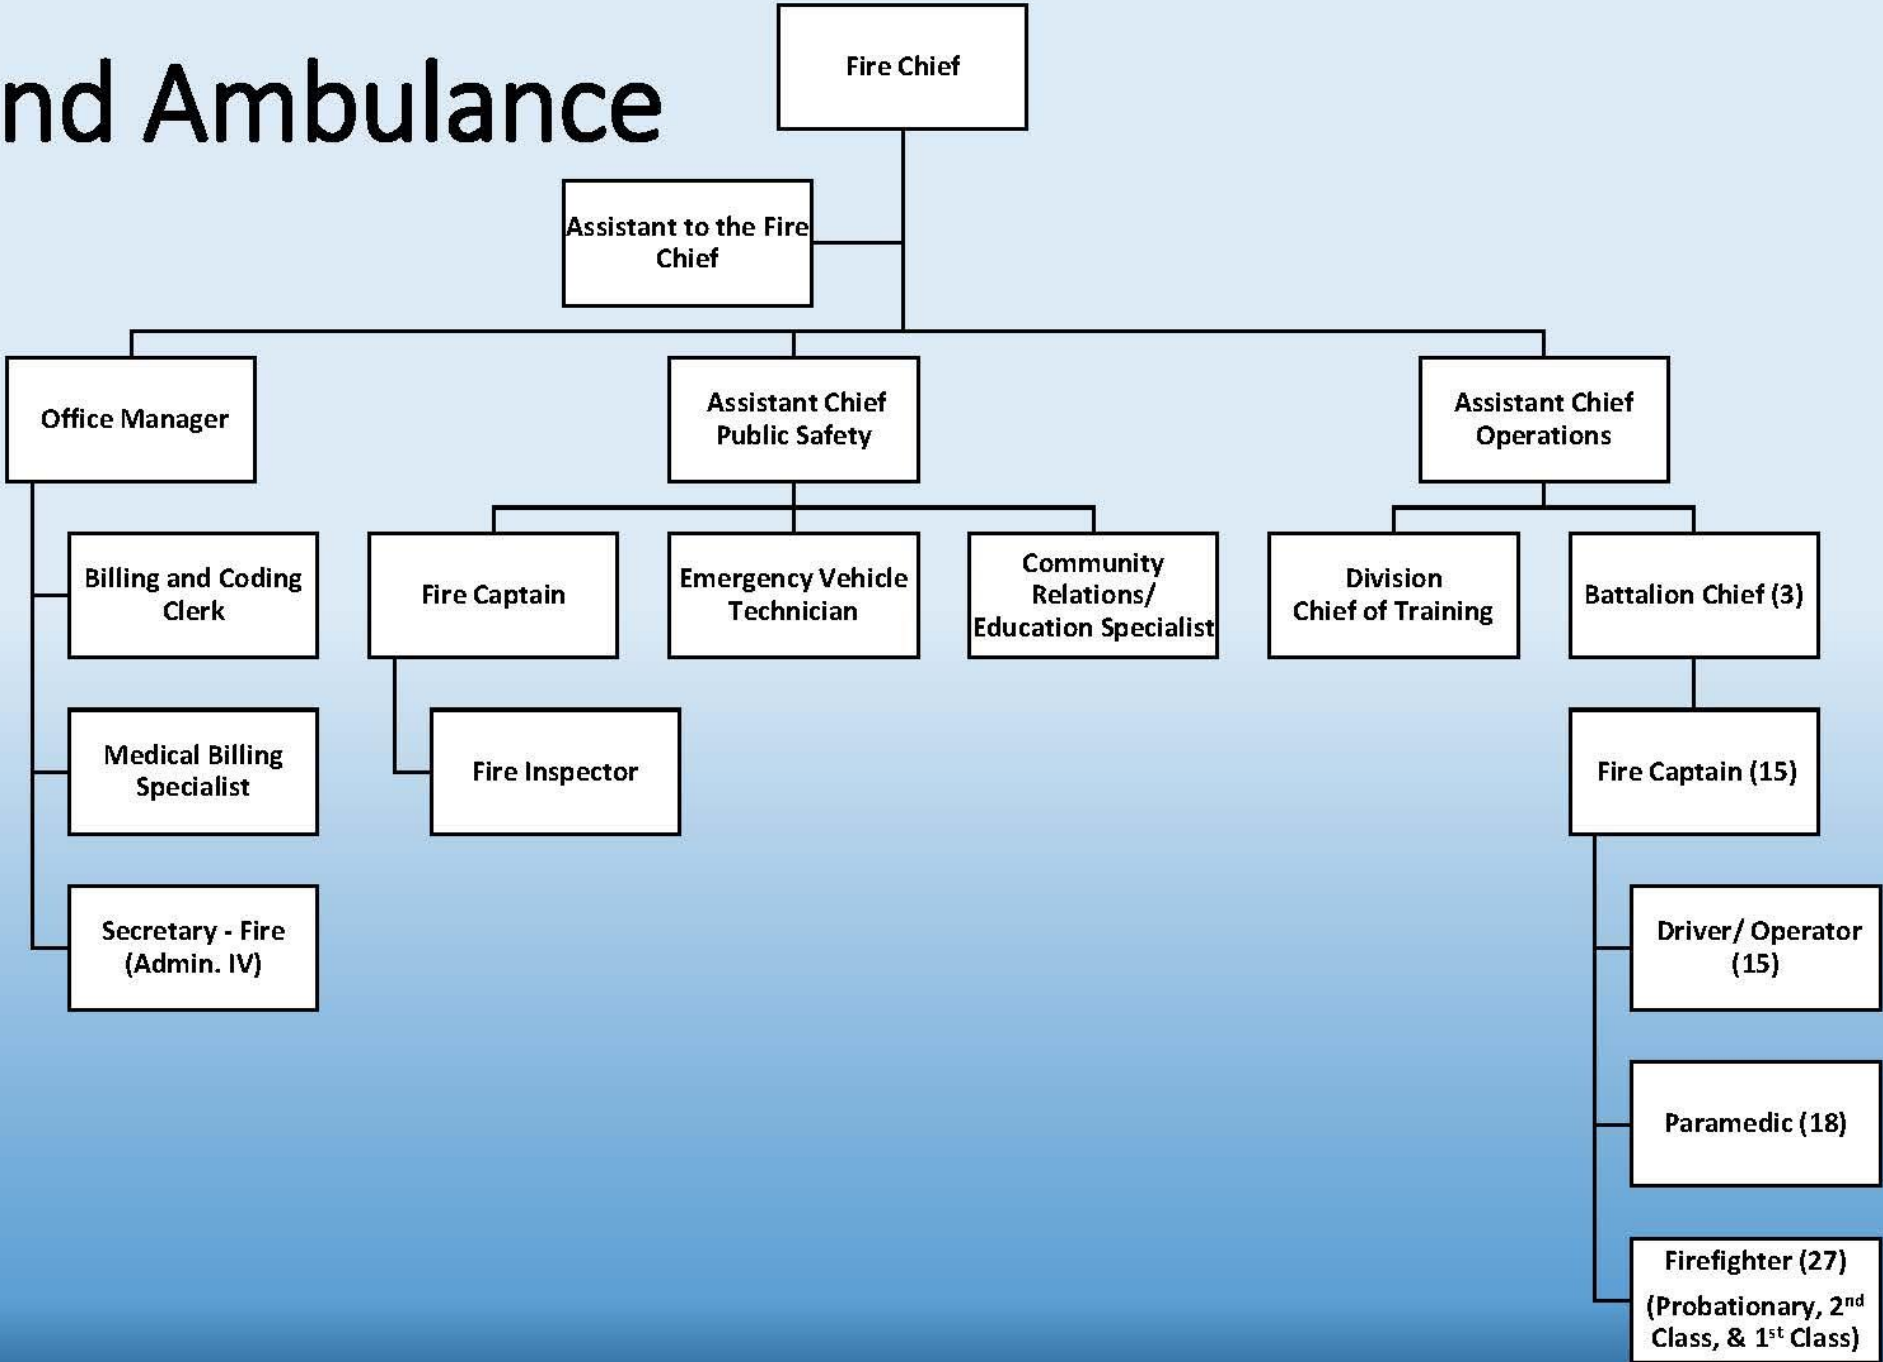 nd Ambulance
Fire Chief
Assistant to the Fire
Chief
Office Manager
Assistant Chief
Public Safety
Assistant Chief
Operations
Billing and Coding
Clerk
Fire Captain
Emergency Vehicle
Technician
Community
Relations/
Education Specialist
Division
Chief of Training
Battalion Chief (3)
Medical Billing
Specialist
Fire Inspector
Fire Captain (15)
Secretary - Fire
(Admin. IV)
Driver/ Operator
(15)
Paramedic (18)
Firefighter (27)
(Probationary, 2nd
Class, & 1st Class)